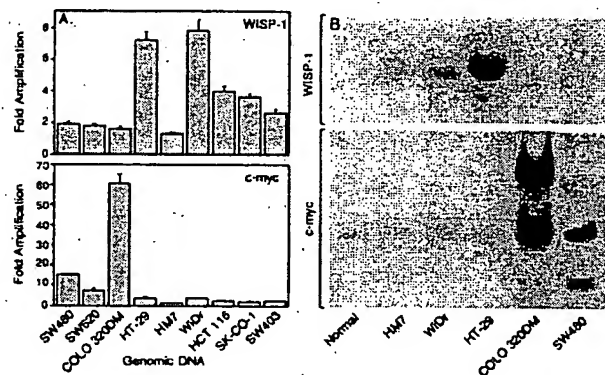 A
WISP-1
Fold Amplification
8
6
4
2
c-myc
Fold Amplification
75
60
50
40
30
20
10
0
SW480
SW620
COLO 320DM
HT-29
HM7
WiDr
HCT 116
SK-CO-1
SW403
Genomic DNA
B
WISP-1
c-myc
Normal
HM7
WiDr
HT-29
COLO 320DM
SW480